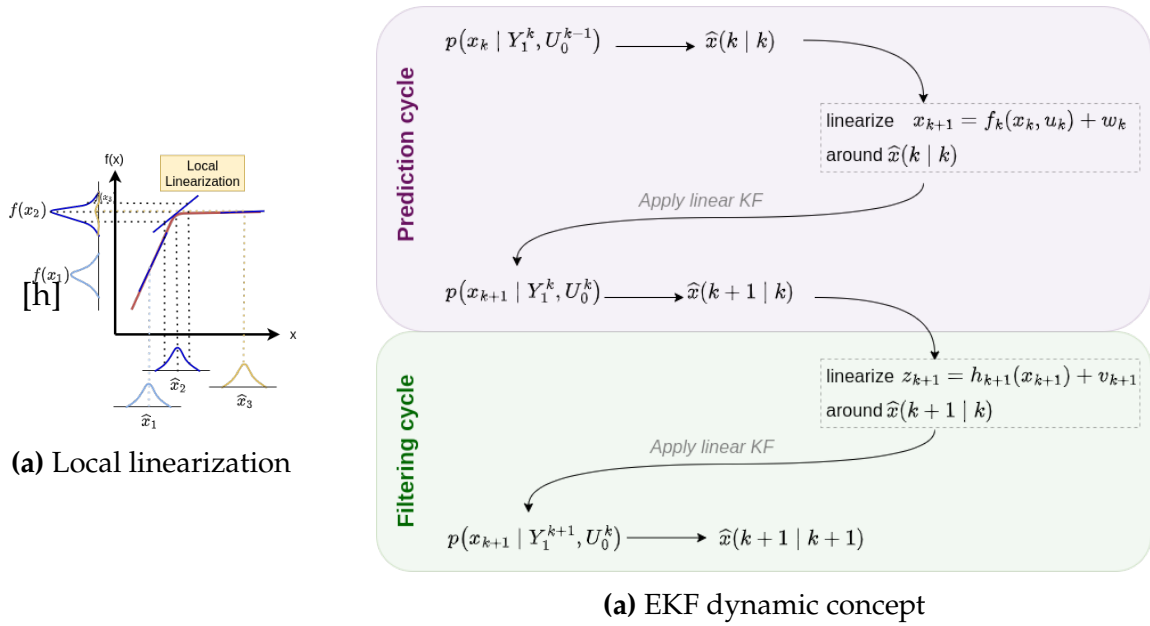 f(x)
Local
Linearization
f(x₃)
f(x₂)
f(x₁)
[h]
x
x̂₂
x̂₃
x̂₁
(a) Local linearization
Prediction cycle
p(x_k | Y_1^k, U_0^{k-1}) x̂(k | k)
linearize x_{k+1} = f_k(x_k, u_k) + w_k
around x̂(k | k)
Apply linear KF
p(x_{k+1} | Y_1^k, U_0^k) x̂(k + 1 | k)
Filtering cycle
linearize z_{k+1} = h_{k+1}(x_{k+1}) + v_{k+1}
around x̂(k + 1 | k)
Apply linear KF
p(x_{k+1} | Y_1^{k+1}, U_0^k) x̂(k + 1 | k + 1)
(a) EKF dynamic concept